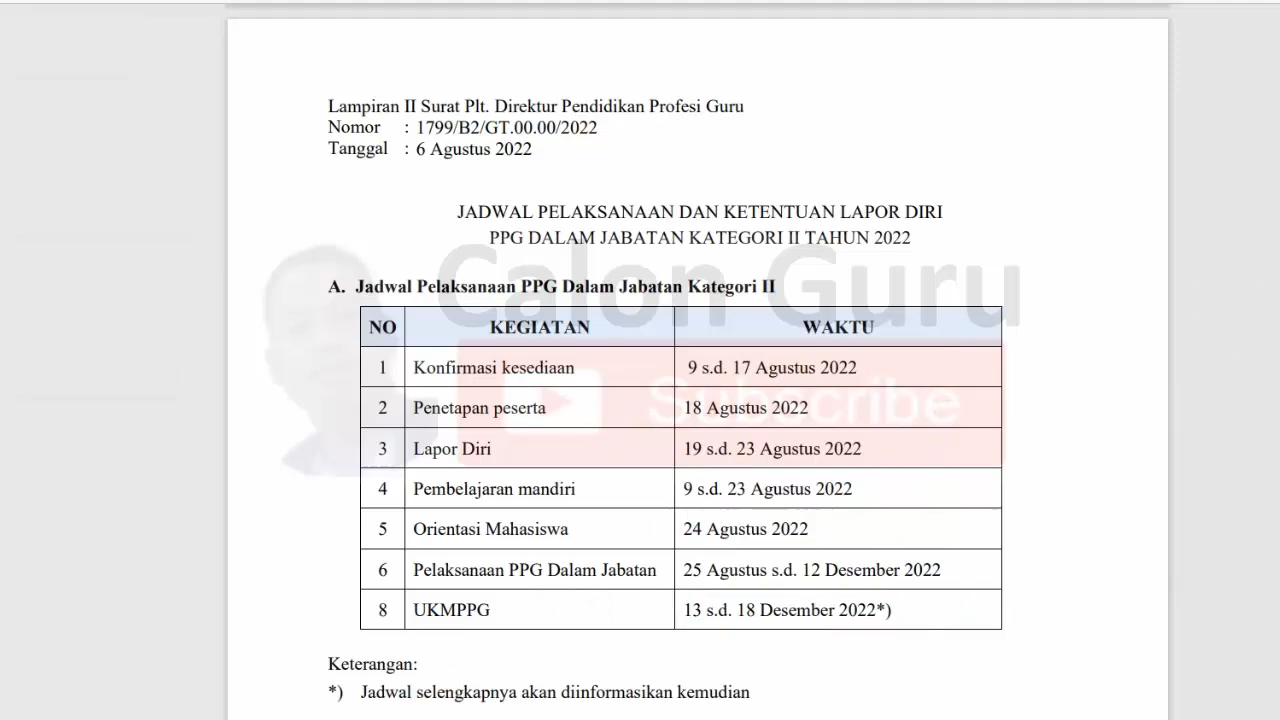 Lampiran II Surat Plt. Direktur Pendidikan Profesi Guru
Nomor : 1799/B2/GT.00.00/2022
Tanggal : 6 Agustus 2022
JADWAL PELAKSANAAN DAN KETENTUAN LAPOR DIRI
PPG DALAM JABATAN KATEGORI II TAHUN 2022
Calon Guru
A. Jadwal Pelaksanaan PPG Dalam Jabatan Kategori II
NO KEGIATAN WAKTU
1 Konfirmasi kesediaan 9 s.d. 17 Agustus 2022
2 Penetapan peserta 18 Agustus 2022
Subscribe
3 Lapor Diri 19 s.d. 23 Agustus 2022
4 Pembelajaran mandiri 9 s.d. 23 Agustus 2022
5 Orientasi Mahasiswa 24 Agustus 2022
6 Pelaksanaan PPG Dalam Jabatan 25 Agustus s.d. 12 Desember 2022
8 UKMPPG 13 s.d. 18 Desember 2022*)
Keterangan:
*) Jadwal selengkapnya akan diinformasikan kemudian